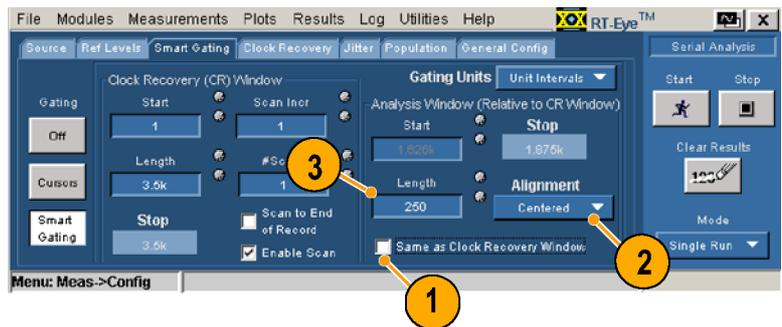 File Modules Measurements Plots Results Log Utilities Help RT-Eye™ X
Source Ref Levels Smart Gating Clock Recovery Jitter Population General Config Serial Analysis
Clock Recovery (CR) Window
Gating Units Unit Intervals
Start Stop
Gating
Off
Cursors
Smart
Gating
Start
1
Scan Incr
1
Length
3.5k
1
Stop
3.5k
Scan to End
of Record
Enable Scan
Analysis Window (Relative to CR Window)
Start
1.626k
Stop
1.875k
Length
250
Alignment
Centered
Same as Clock Recovery Window
Clear Results
123
Mode
Single Run
Menu: Meas->Config
3
2
1